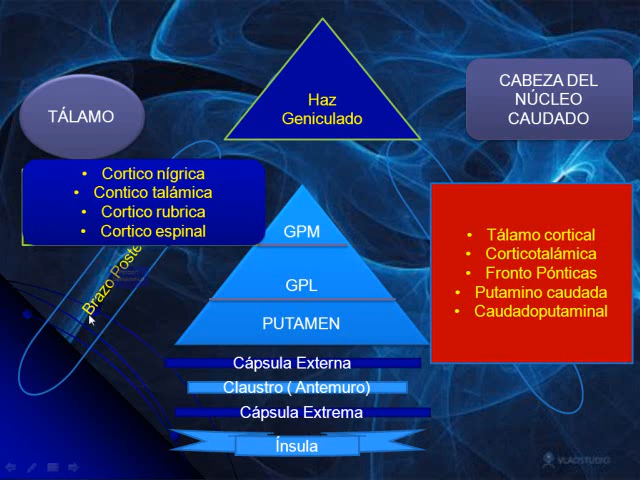 Haz
Geniculado
CABEZA DEL
NÚCLEO
CAUDADO
TÁLAMO
• Cortico nígrica
• Contico talámica
• Cortico rubrica
• Cortico espinal
Brazo Poste
GPM
GPL
PUTAMEN
• Tálamo cortical
• Corticotalámica
• Fronto Pónticas
• Putamino caudada
• Caudadoputaminal
Cápsula Externa
Claustro ( Antemuro)
Cápsula Extrema
Ínsula
VLADSTUDIO